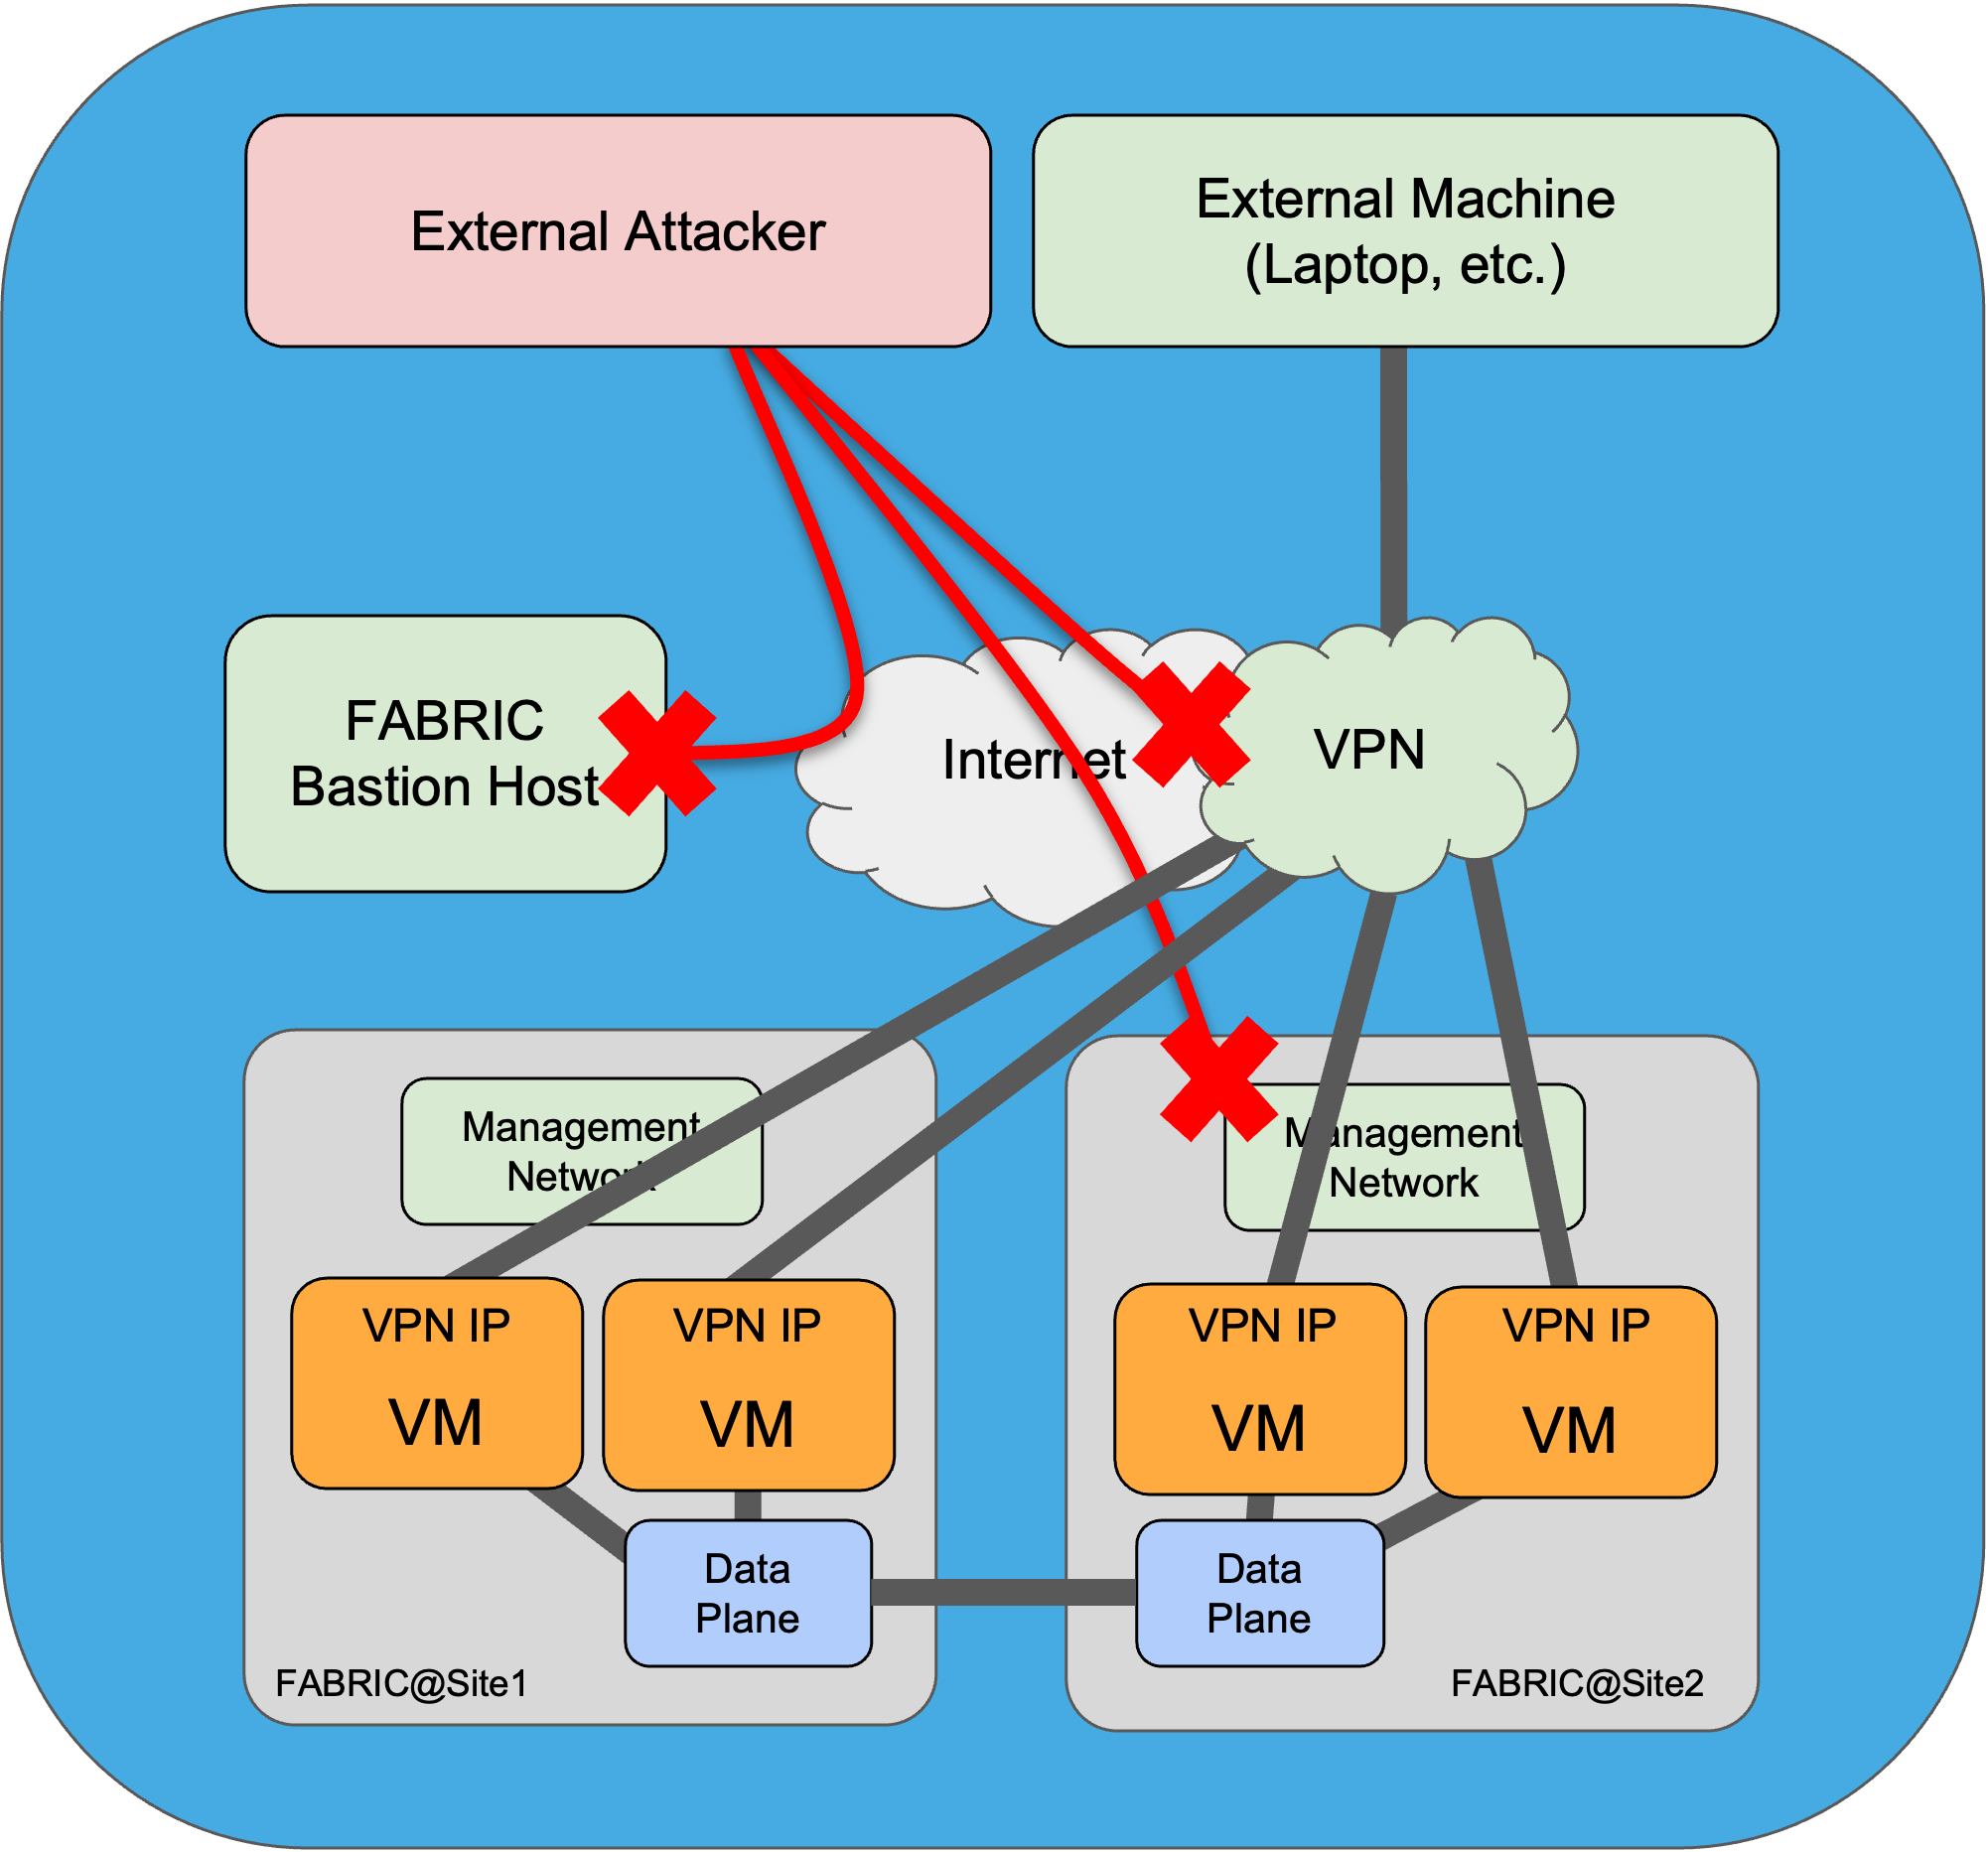 External Attacker
External Machine
(Laptop, etc.)
FABRIC
Bastion Host
Internet
VPN
Management
Network
Management
Network
VPN IP
VM
VPN IP
VM
VPN IP
VM
VPN IP
VM
Data
Plane
Data
Plane
FABRIC@Site1
FABRIC@Site2